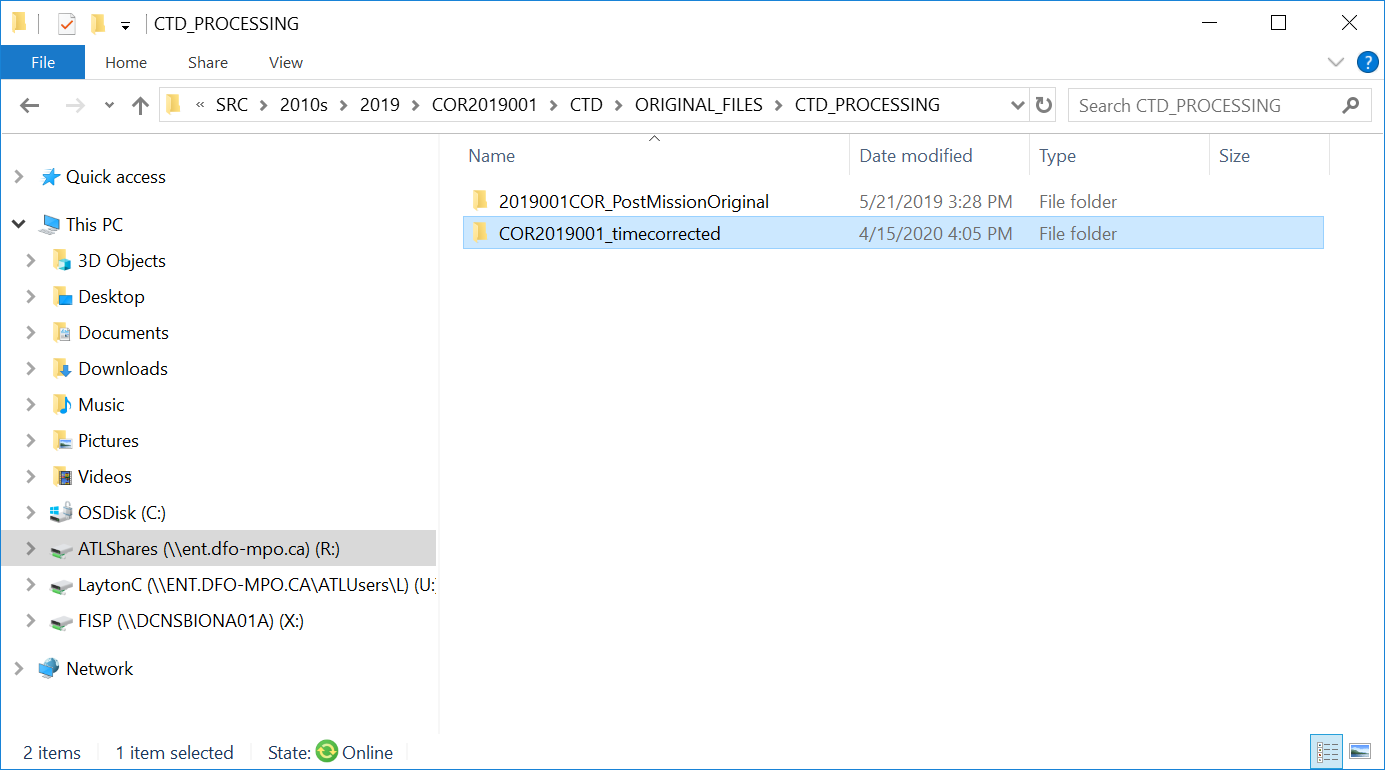 CTD_PROCESSING
File Home Share View ?
« SRC > 2010s > 2019 > COR2019001 > CTD > ORIGINAL_FILES > CTD_PROCESSING Search CTD_PROCESSING
Name Date modified Type Size
Quick access
This PC
3D Objects
Desktop
Documents
Downloads
Music
Pictures
Videos
OSDisk (C:)
ATLShares (\\ent.dfo-mpo.ca) (R:)
LaytonC (\\ENT.DFO-MPO.CA\ATLUsers\L) (U:
FISP (\\DCNSBIONA01A) (X:)
Network
2019001COR_PostMissionOriginal 5/21/2019 3:28 PM File folder
COR2019001_timecorrected 4/15/2020 4:05 PM File folder
2 items 1 item selected State: Online